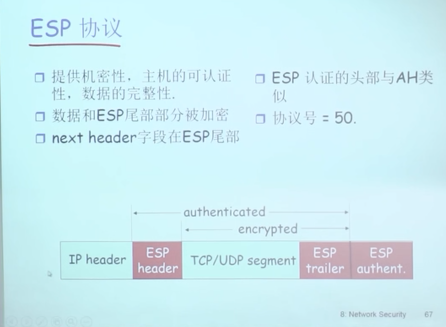 ESP 协议
提供机密性，主机的可认证
性，数据的完整性.
数据和ESP尾部部分被加密
next header字段在ESP尾部
ESP 认证的头部与AH类
似
协议号 = 50.
authenticated
encrypted
IP header
ESP
header
TCP/UDP segment
ESP
trailer
ESP
authent.
8: Network Security
67